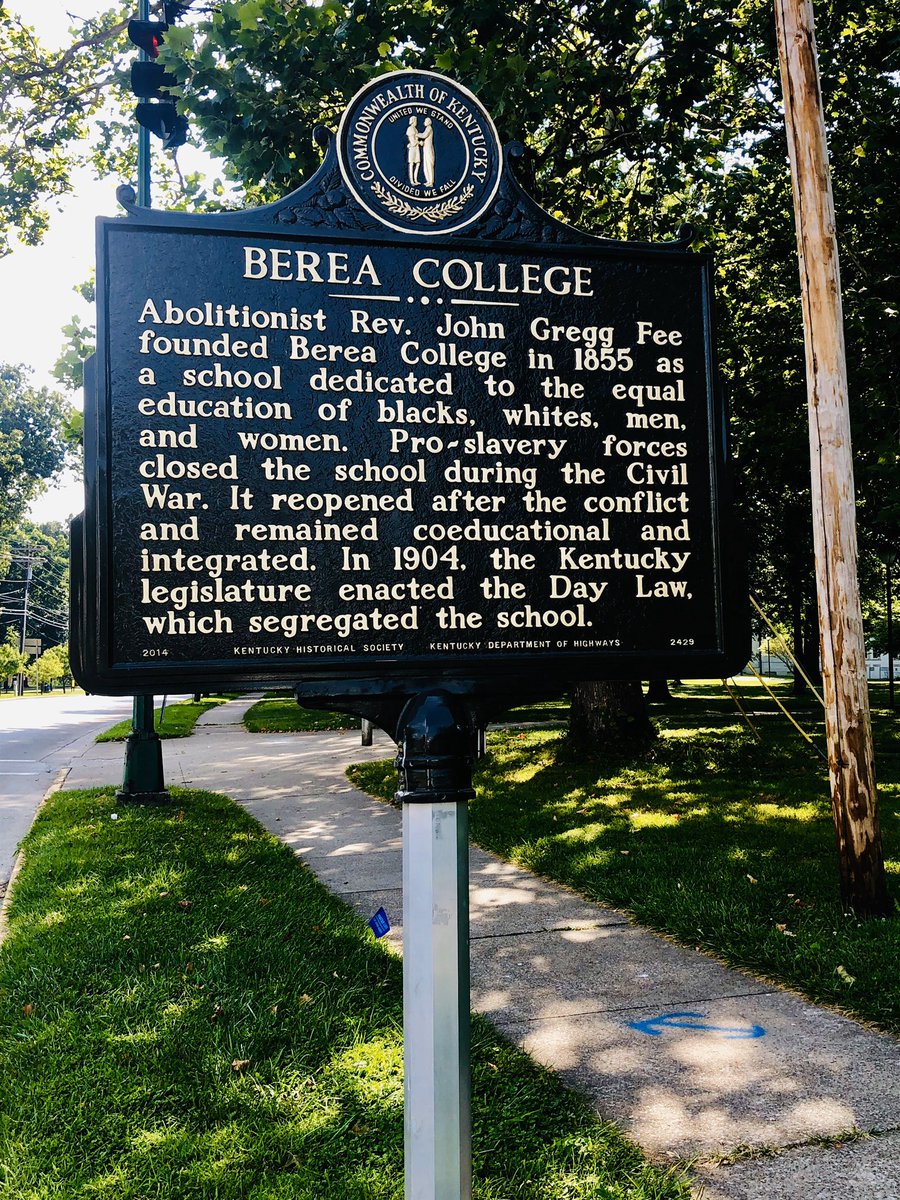 COMMONWEALTH OF KENTUCKY
UNITED WE STAND
DIVIDED WE FALL
BEREA COLLEGE
Abolitionist Rev. John Gregg Fee
founded Berea College in 1855 as
a school dedicated to the equal
education of blacks, whites, men,
and women. Pro-slavery forces
closed the school during the Civil
War. It reopened after the conflict
and remained coeducational and
integrated. In 1904, the Kentucky
legislature enacted the Day Law,
which segregated the school.
2014 KENTUCKY HISTORICAL SOCIETY KENTUCKY DEPARTMENT OF HIGHWAYS 2429